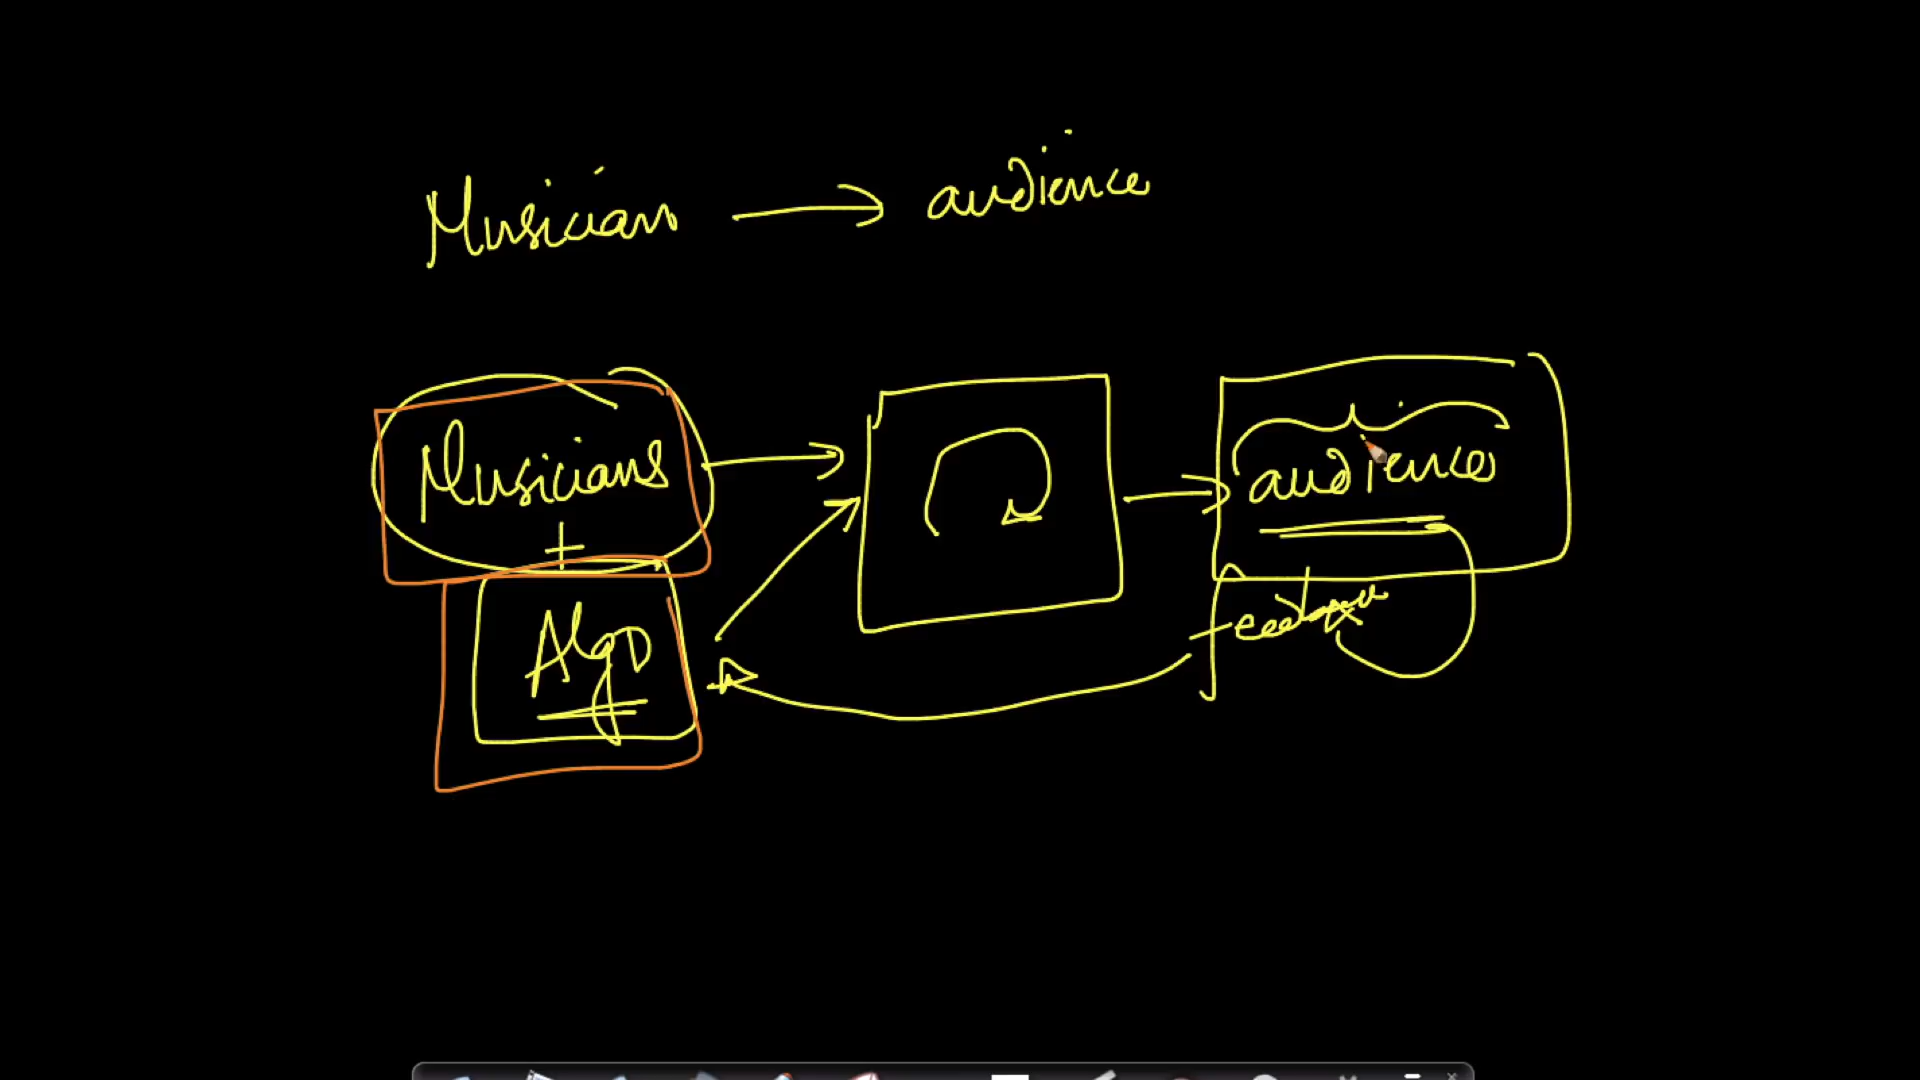 Musician → audience
Musicians → → audience
+
Algo